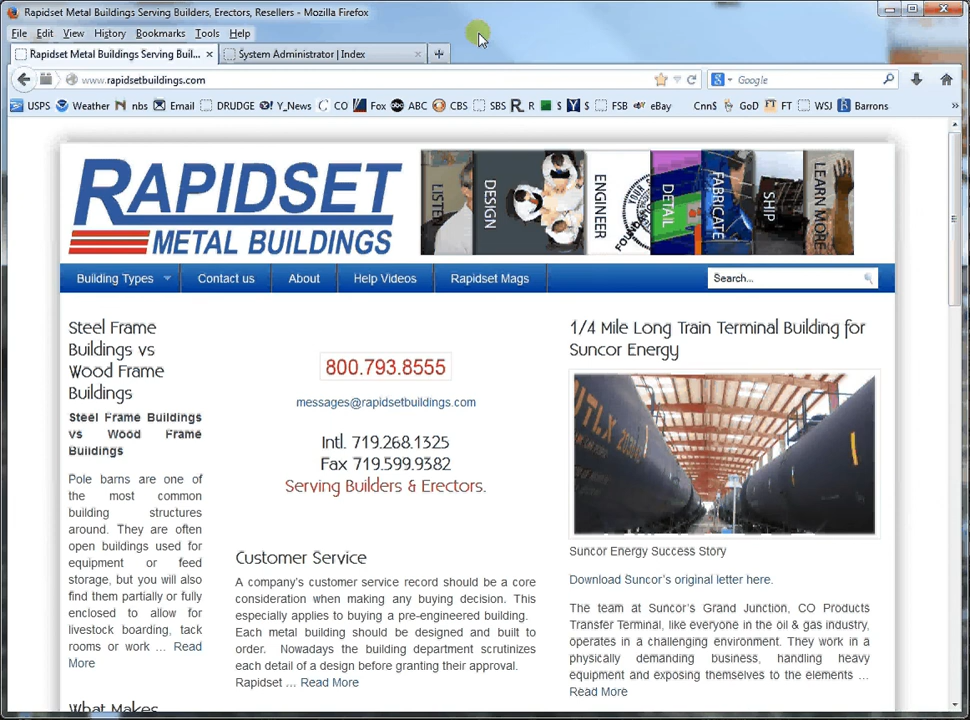 Rapidset Metal Buildings Serving Builders, Erectors, Resellers - Mozilla Firefox
File Edit View History Bookmarks Tools Help
Rapidset Metal Buildings Serving Buil... × System Administrator | Index × +
www.rapidsetbuildings.com Google
USPS Weather nbs Email DRUDGE Y_News CO Fox ABC CBS SBS R $ $ FSB eBay Cnn$ GoD FT WSJ Barrons »
RAPIDSET
METAL BUILDINGS
LISTEN
DESIGN
ENGINEER
DETAIL
FABRICATE
SHIP
LEARN MORE
Building Types Contact us About Help Videos Rapidset Mags Search...
Steel Frame
Buildings vs
Wood Frame
Buildings
Steel Frame Buildings
vs Wood Frame
Buildings
Pole barns are one of
the most common
building structures
around. They are often
open buildings used for
equipment or feed
storage, but you will also
find them partially or fully
enclosed to allow for
livestock boarding, tack
rooms or work ... Read
More
What Makes
800.793.8555
messages@rapidsetbuildings.com
Intl. 719.268.1325
Fax 719.599.9382
Serving Builders & Erectors.
Customer Service
A company's customer service record should be a core
consideration when making any buying decision. This
especially applies to buying a pre-engineered building.
Each metal building should be designed and built to
order. Nowadays the building department scrutinizes
each detail of a design before granting their approval.
Rapidset ... Read More
1/4 Mile Long Train Terminal Building for
Suncor Energy
UTLX
Suncor Energy Success Story
Download Suncor's original letter here.
The team at Suncor's Grand Junction, CO Products
Transfer Terminal, like everyone in the oil & gas industry,
operates in a challenging environment. They work in a
physically demanding business, handling heavy
equipment and exposing themselves to the elements ...
Read More